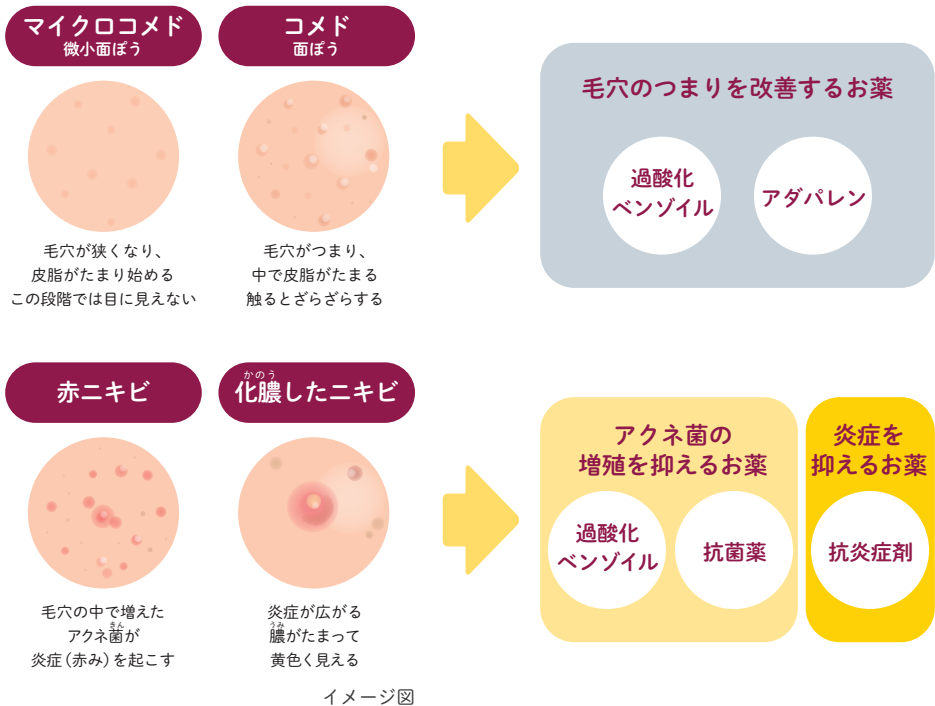 マイクロコメド
微小面ぽう
コメド
面ぽう
毛穴が狭くなり、
皮脂がたまり始める
この段階では目に見えない
毛穴がつまり、
中で皮脂がたまる
触るとざらざらする
毛穴のつまりを改善するお薬
過酸化
ベンゾイル
アダパレン
赤ニキビ
かのう
化膿したニキビ
毛穴の中で増えた
きん
アクネ菌が
炎症(赤み)を起こす
炎症が広がる
うみ
膿がたまって
黄色く見える
アクネ菌の
増殖を抑えるお薬
過酸化
ベンゾイル
抗菌薬
炎症を
抑えるお薬
抗炎症剤
イメージ図